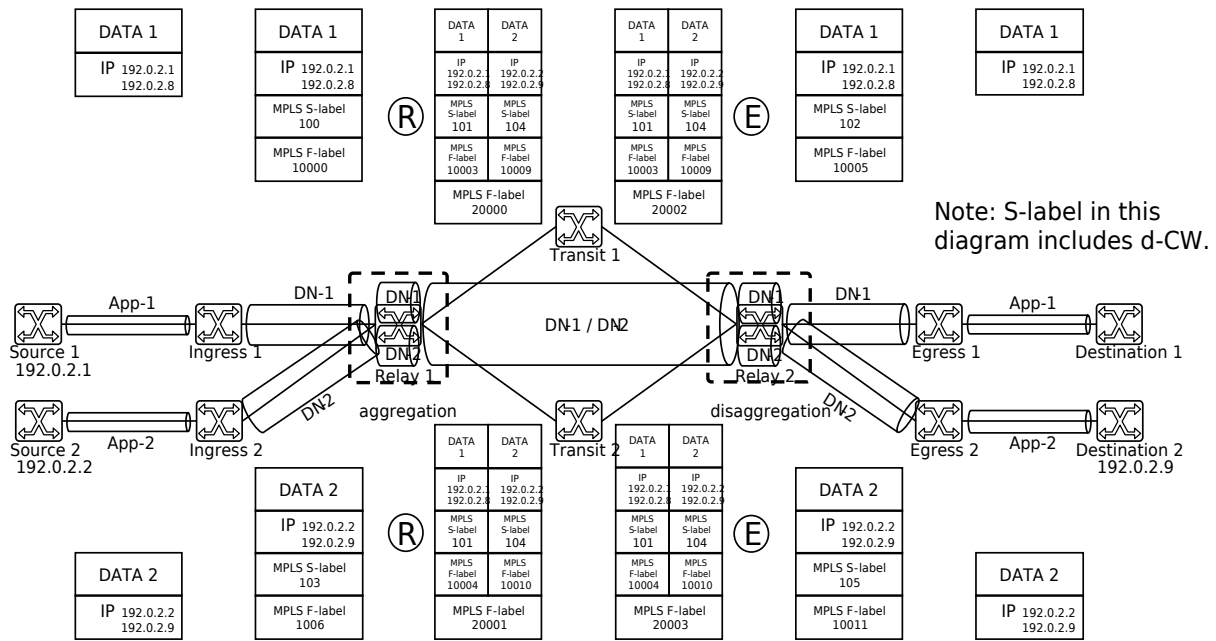 DATA 1
IP 192.0.2.1
192.0.2.8
DATA 1
IP 192.0.2.1
192.0.2.8
MPLS S-label
100
MPLS F-label
10000
R
DATA
1
DATA
2
IP
192.0.2.1
192.0.2.8
IP
192.0.2.2
192.0.2.9
MPLS
S-label
101
MPLS
S-label
104
MPLS
F-label
10003
MPLS
F-label
10009
MPLS F-label
20000
DATA
1
DATA
2
IP
192.0.2.1
192.0.2.8
IP
192.0.2.2
192.0.2.9
MPLS
S-label
101
MPLS
S-label
104
MPLS
F-label
10003
MPLS
F-label
10009
MPLS F-label
20002
E
DATA 1
IP 192.0.2.1
192.0.2.8
MPLS S-label
102
MPLS F-label
10005
DATA 1
IP 192.0.2.1
192.0.2.8
Note: S-label in this
diagram includes d-CW.
Transit 1
App-1
DN-1
DN-1
DN-1 / DN-2
DN-1
DN-1
App-1
Source 1
192.0.2.1
Ingress 1
DN-2
Relay 1
DN-2
Relay 2
Egress 1
Destination 1
aggregation
disaggregation
DN-2
DN-2
App-2
App-2
Source 2
192.0.2.2
Ingress 2
Transit 2
Egress 2
Destination 2
192.0.2.9
DATA 2
IP 192.0.2.2
192.0.2.9
DATA 2
IP 192.0.2.2
192.0.2.9
MPLS S-label
103
MPLS F-label
1006
R
DATA
1
DATA
2
IP
192.0.2.1
192.0.2.8
IP
192.0.2.2
192.0.2.9
MPLS
S-label
101
MPLS
S-label
104
MPLS
F-label
10004
MPLS
F-label
10010
MPLS F-label
20001
DATA
1
DATA
2
IP
192.0.2.1
192.0.2.8
IP
192.0.2.2
192.0.2.9
MPLS
S-label
101
MPLS
S-label
104
MPLS
F-label
10004
MPLS
F-label
10010
MPLS F-label
20003
E
DATA 2
IP 192.0.2.2
192.0.2.9
MPLS S-label
105
MPLS F-label
10011
DATA 2
IP 192.0.2.2
192.0.2.9